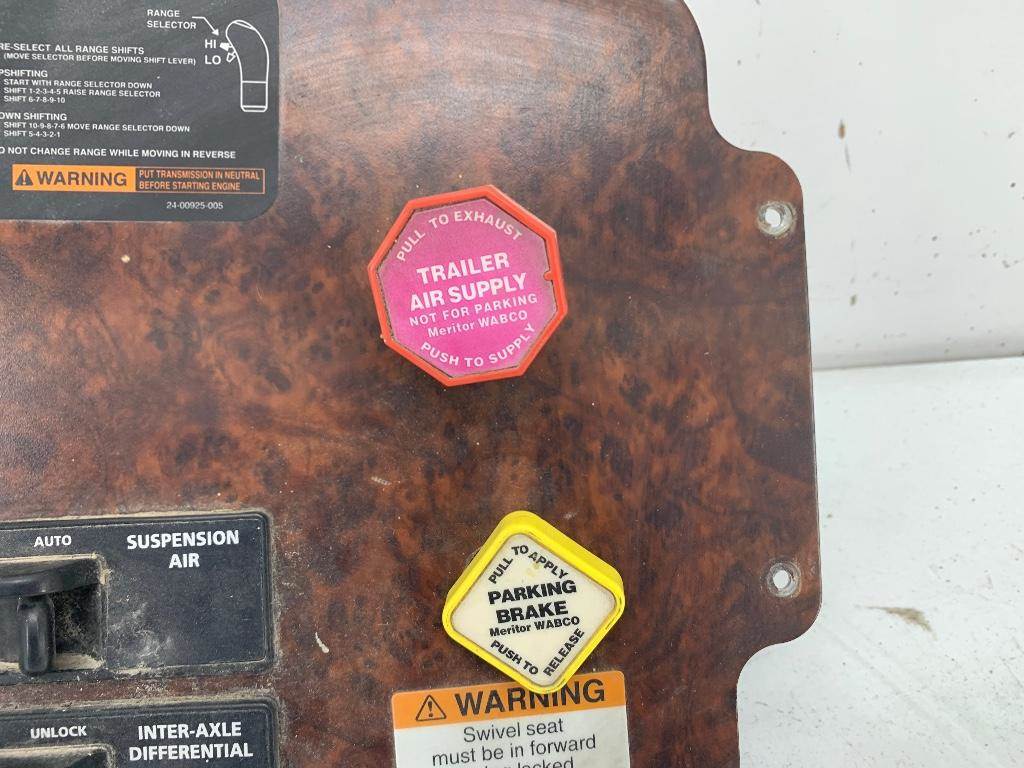 RANGE
SELECTOR
HI
LO
RE-SELECT ALL RANGE SHIFTS
(MOVE SELECTOR BEFORE MOVING SHIFT LEVER)
PSHIFTING
START WITH RANGE SELECTOR DOWN
SHIFT 1-2-3-4-5 RAISE RANGE SELECTOR
SHIFT 6-7-8-9-10
OWN SHIFTING
SHIFT 10-9-8-7-6 MOVE RANGE SELECTOR DOWN
SHIFT 5-4-3-2-1
O NOT CHANGE RANGE WHILE MOVING IN REVERSE
WARNING
PUT TRANSMISSION IN NEUTRAL
BEFORE STARTING ENGINE
24-00925-005
PULL TO EXHAUST
TRAILER
AIR SUPPLY
NOT FOR PARKING
Meritor WABCO
PUSH TO SUPPLY
AUTO
SUSPENSION
AIR
PULL TO APPLY
PARKING
BRAKE
Meritor WABCO
PUSH TO RELEASE
UNLOCK
INTER-AXLE
DIFFERENTIAL
WARNING
Swivel seat
must be in forward
locked